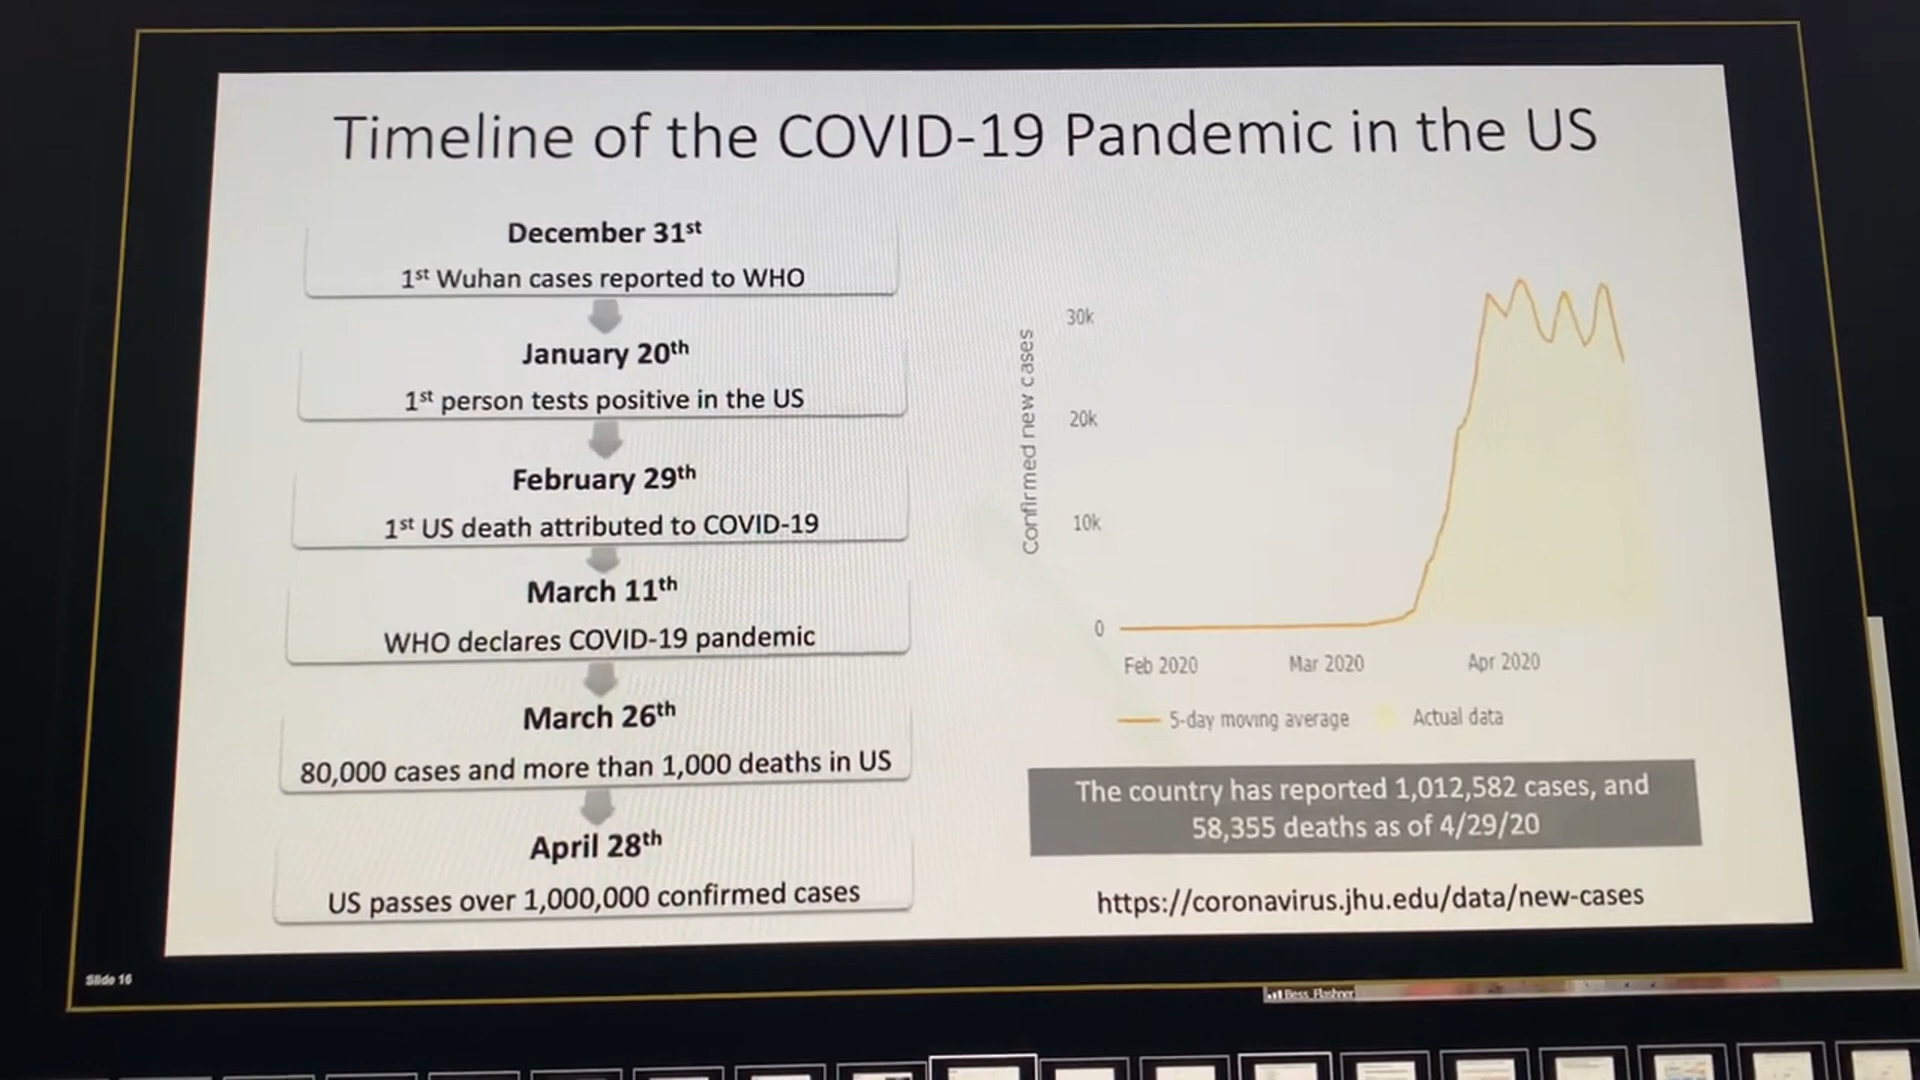 Timeline of the COVID-19 Pandemic in the US
December 31st
1st Wuhan cases reported to WHO
January 20th
1st person tests positive in the US
February 29th
1st US death attributed to COVID-19
March 11th
WHO declares COVID-19 pandemic
March 26th
80,000 cases and more than 1,000 deaths in US
April 28th
US passes over 1,000,000 confirmed cases
Confirmed new cases
30k
20k
10k
0
Feb 2020 Mar 2020 Apr 2020
5-day moving average Actual data
The country has reported 1,012,582 cases, and
58,355 deaths as of 4/29/20
https://coronavirus.jhu.edu/data/new-cases
Slide 16